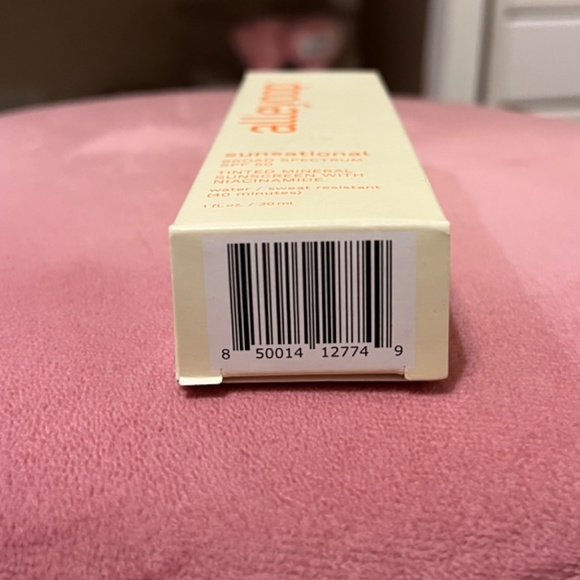 alleyoop
sunsational
BROAD SPECTRUM
SPF 50
TINTED MINERAL
SUNSCREEN WITH
NIACINAMIDE
water / sweat resistant
(40 minutes)
1 fl.oz. / 30 ml
8 50014 12774 9